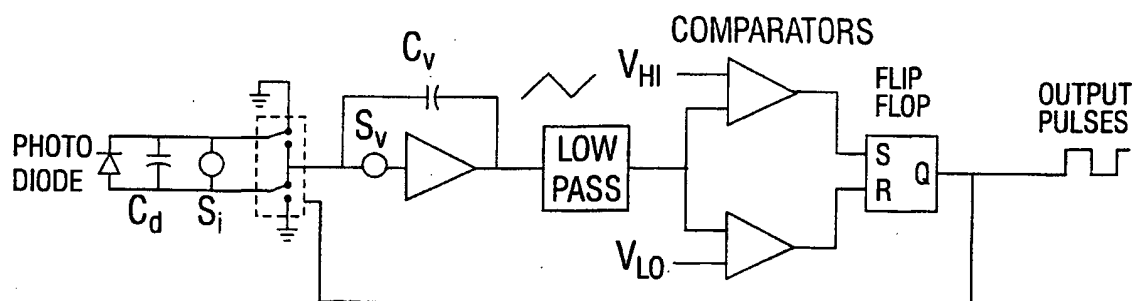 COMPARATORS
C_v
V_HI
FLIP
FLOP
OUTPUT
PULSES
S_v
PHOTO
DIODE
LOW
PASS
S
Q
R
C_d
S_i
V_LO